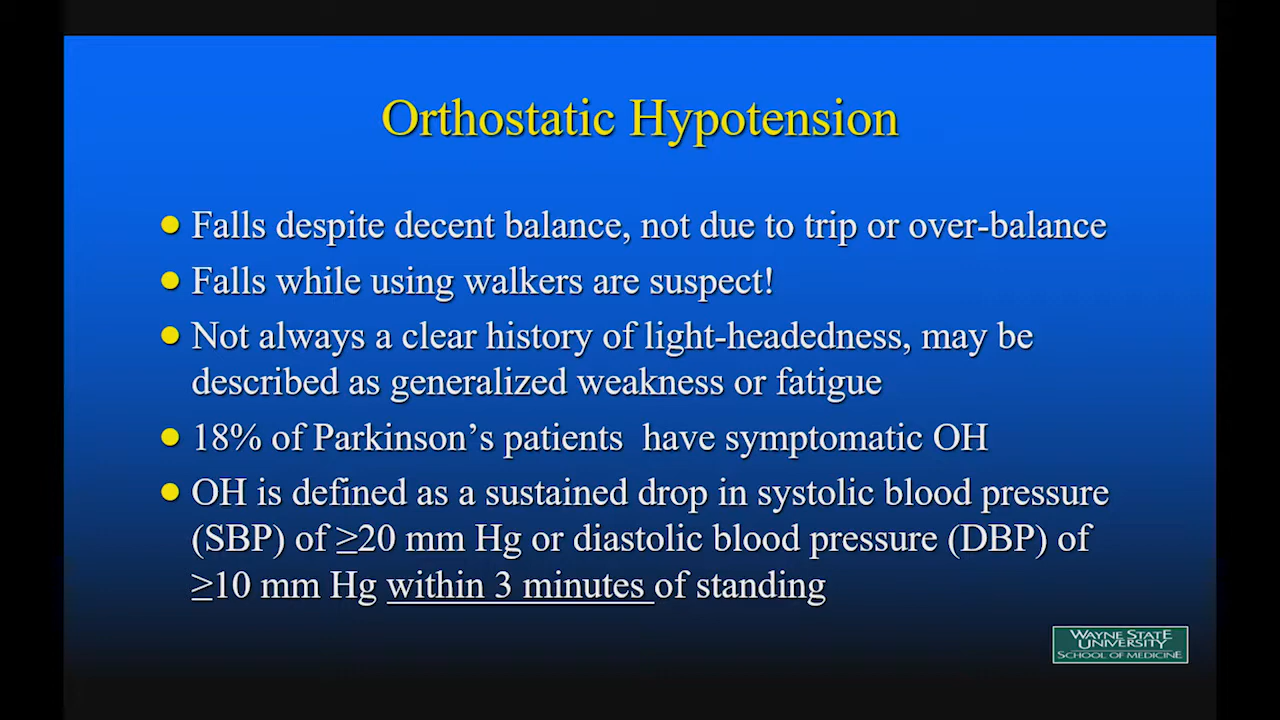 Orthostatic Hypotension
Falls despite decent balance, not due to trip or over-balance
Falls while using walkers are suspect!
Not always a clear history of light-headedness, may be
described as generalized weakness or fatigue
18% of Parkinson's patients  have symptomatic OH
OH is defined as a sustained drop in systolic blood pressure
(SBP) of ≥20 mm Hg or diastolic blood pressure (DBP) of
≥10 mm Hg within 3 minutes of standing
WAYNE STATE
UNIVERSITY
SCHOOL OF MEDICINE